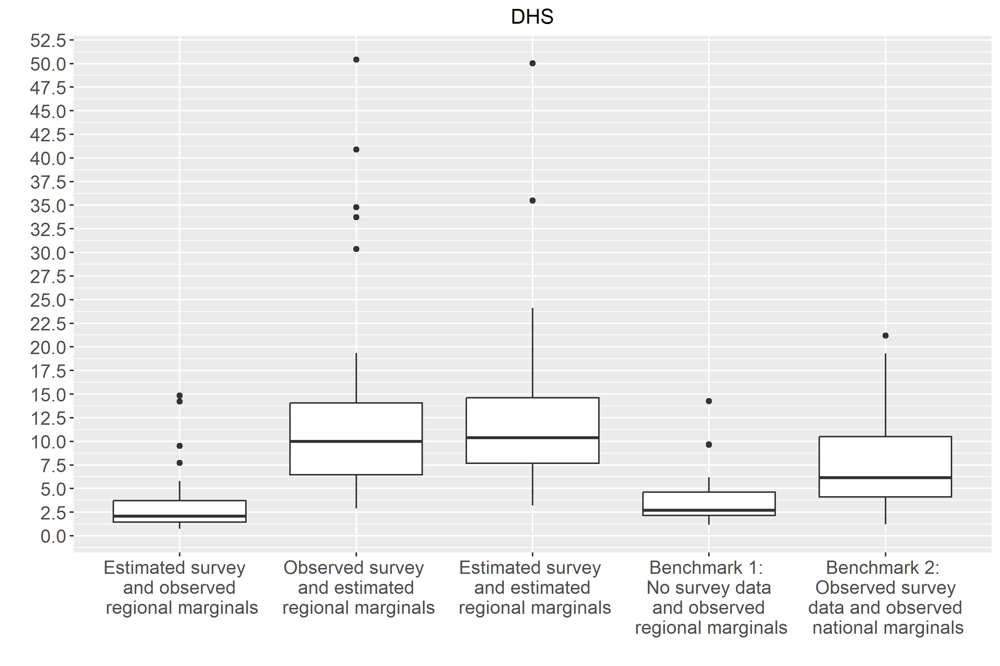 DHS
52.5
50.0
47.5
45.0
42.5
40.0
37.5
35.0
32.5
30.0
27.5
25.0
22.5
20.0
17.5
15.0
12.5
10.0
7.5
5.0
2.5
0.0
Estimated survey
and observed
regional marginals
Observed survey
and estimated
regional marginals
Estimated survey
and estimated
regional marginals
Benchmark 1:
No survey data
and observed
regional marginals
Benchmark 2:
Observed survey
data and observed
national marginals